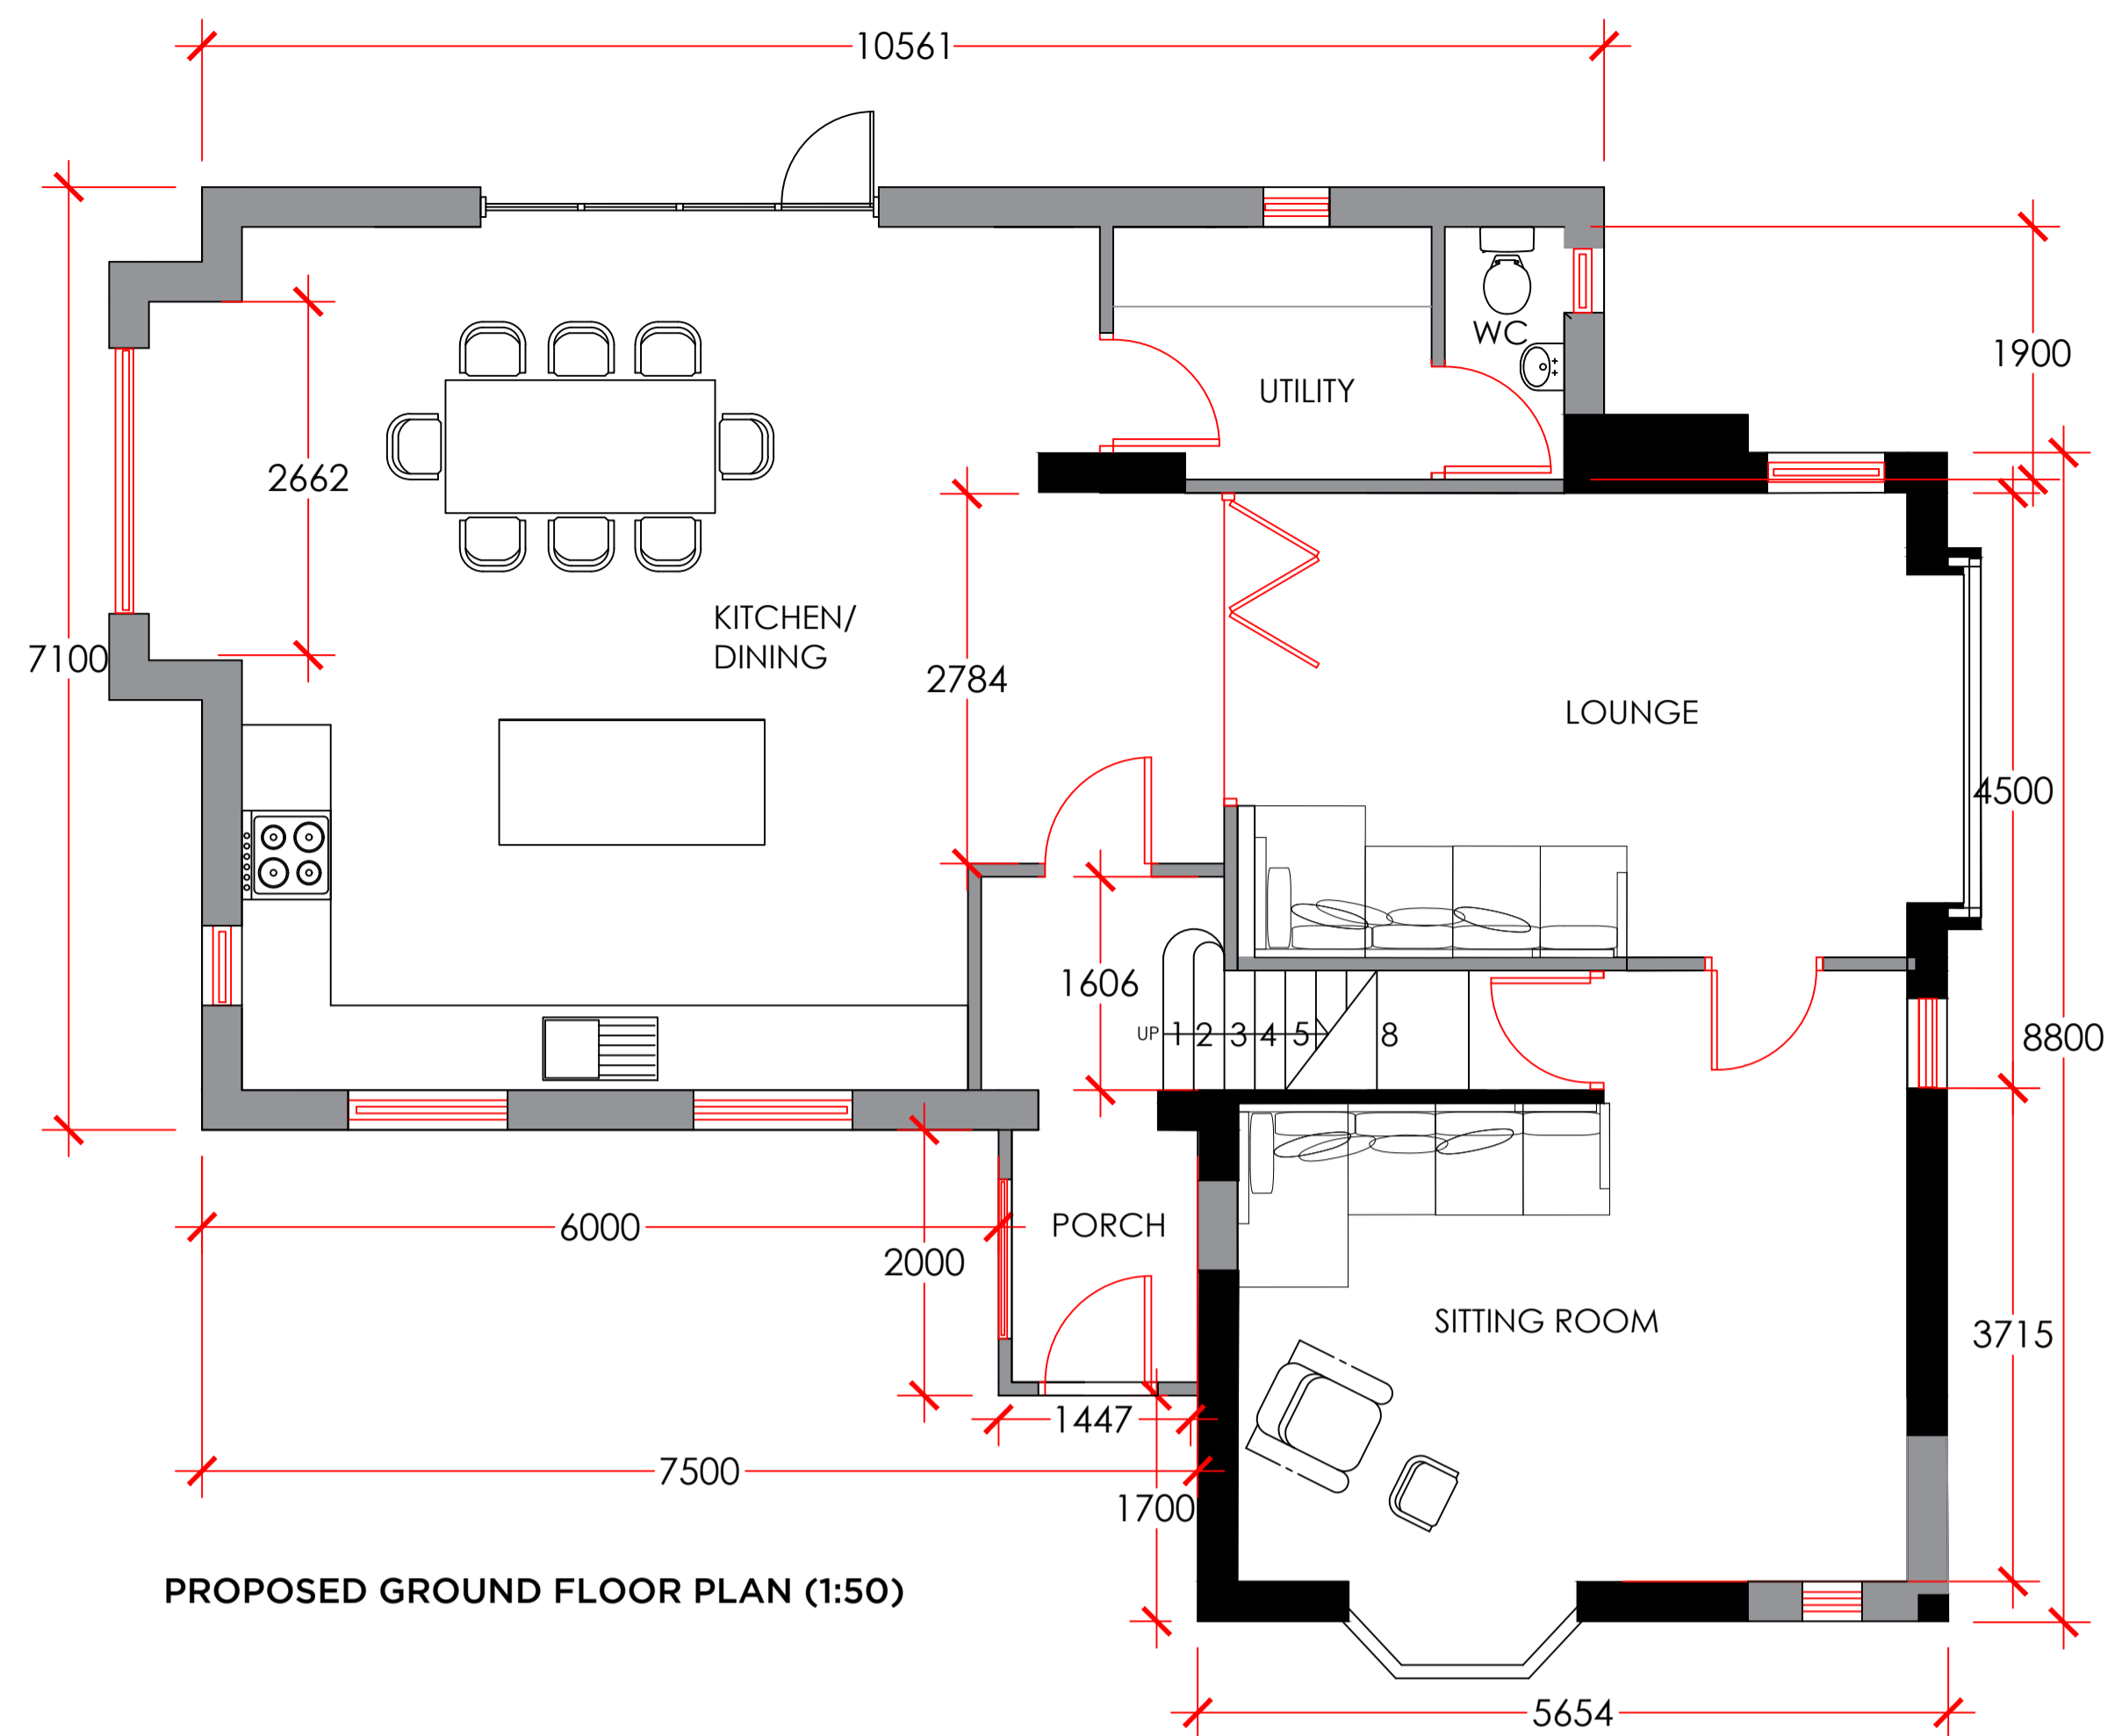 10561
1900
WC
UTILITY
2662
KITCHEN/
DINING
7100
2784
LOUNGE
4500
1606
UP 1 2 3 4 5 8
8800
6000
PORCH
2000
SITTING ROOM
3715
1447
7500
1700
PROPOSED GROUND FLOOR PLAN (1:50)
5654